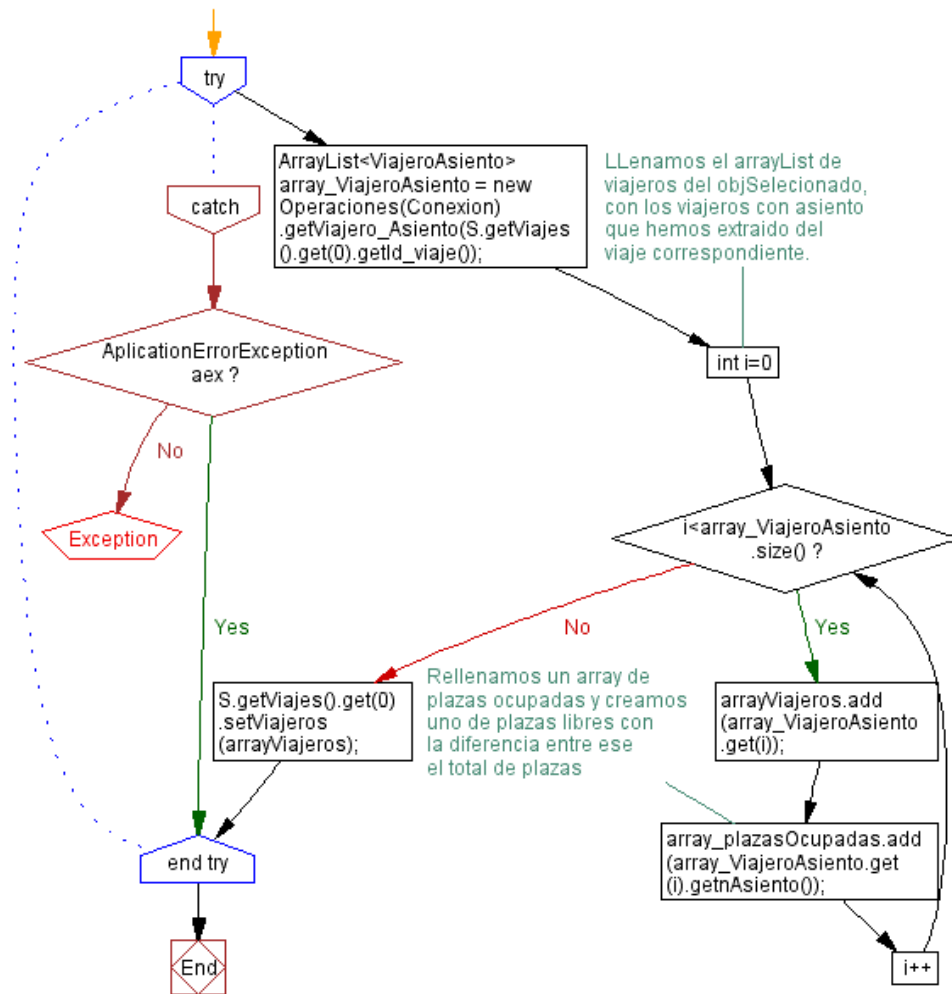 try
ArrayList<ViajeroAsiento>
array_ViajeroAsiento = new
Operaciones(Conexion)
.getViajero_Asiento(S.getViajes
().get(0).getId_viaje());
LLenamos el arrayList de
viajeros del objSelecionado,
con los viajeros con asiento
que hemos extraido del
viaje correspondiente.
catch
AplicationErrorException
aex ?
int i=0
No
Exception
i<array_ViajeroAsiento
.size() ?
Yes
No
Yes
S.getViajes().get(0)
.setViajeros
(arrayViajeros);
Rellenamos un array de
plazas ocupadas y creamos
uno de plazas libres con
la diferencia entre ese
el total de plazas
arrayViajeros.add
(array_ViajeroAsiento
.get(i));
array_plazasOcupadas.add
(array_ViajeroAsiento.get
(i).getnAsiento());
end try
End
i++